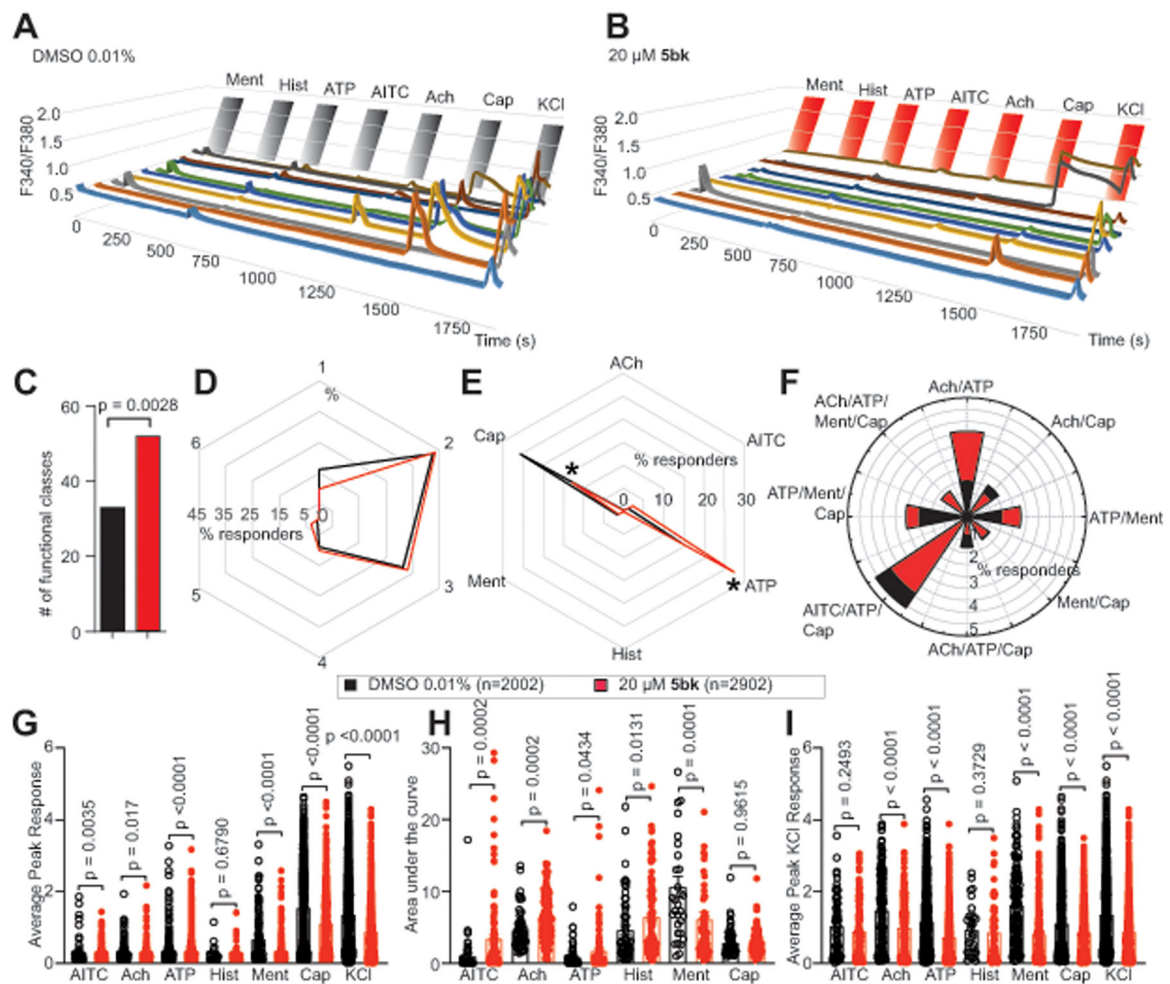 A
DMSO 0.01%
Ment Hist ATP AITC Ach Cap KCl
F340/F380
2.0
1.5
1.0
0.5
0 250 500 750 1000 1250 1500 1750
Time (s)
B
20 µM 5bk
Ment Hist ATP AITC Ach Cap KCl
F340/F380
2.0
1.5
1.0
0.5
0 250 500 750 1000 1250 1500 1750
Time (s)
C
p = 0.0028
# of functional classes
60
40
20
0
D
1
%
2
3
4
5
6
45 35 25 15 5 0
% responders
E
ACh
AITC
ATP
Hist
Ment
Cap
% responders
0 10 20 30
*
*
F
Ach/ATP
Ach/Cap
ATP/Ment
Ment/Cap
ACh/ATP/Cap
AITC/ATP/
Cap
ATP/Ment/
Cap
ACh/ATP/
Ment/Cap
% responders
2
3
4
5
DMSO 0.01% (n=2002) 20 µM 5bk (n=2902)
G
Average Peak Response
6
4
2
0
p = 0.0035
p = 0.017
p <0.0001
p = 0.6790
p <0.0001
p <0.0001
p <0.0001
AITC Ach ATP Hist Ment Cap KCl
H
Area under the curve
30
20
10
0
p = 0.0002
p = 0.0002
p = 0.0434
p = 0.0131
p = 0.0001
p = 0.9615
AITC Ach ATP Hist Ment Cap
I
Average Peak KCl Response
6
4
2
0
p = 0.2493
p < 0.0001
p < 0.0001
p = 0.3729
p < 0.0001
p < 0.0001
p < 0.0001
AITC Ach ATP Hist Ment Cap KCl